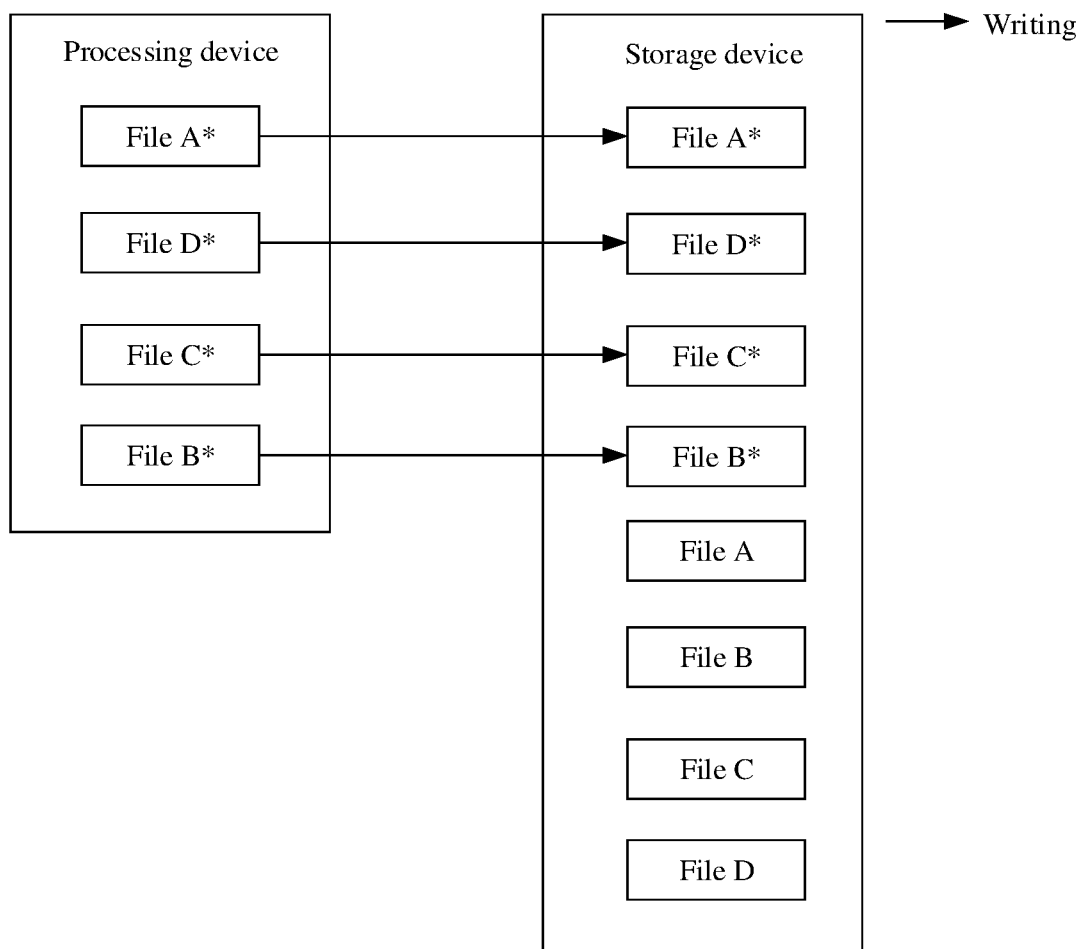 Writing
Processing device
Storage device
File A*
File A*
File D*
File D*
File C*
File C*
File B*
File B*
File A
File B
File C
File D